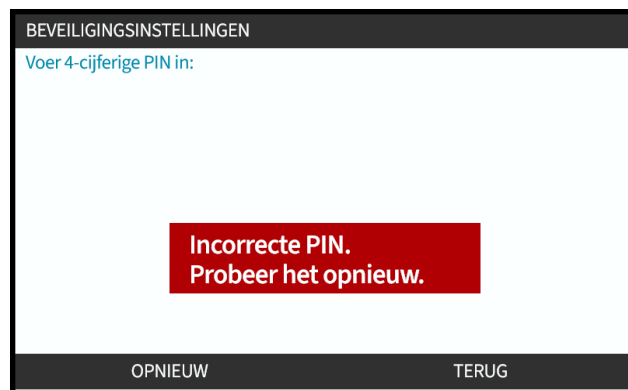 BEVEILIGINGSINSTELLINGEN
Voer 4-cijferige PIN in:
Incorrecte PIN.
Probeer het opnieuw.
OPNIEUW TERUG